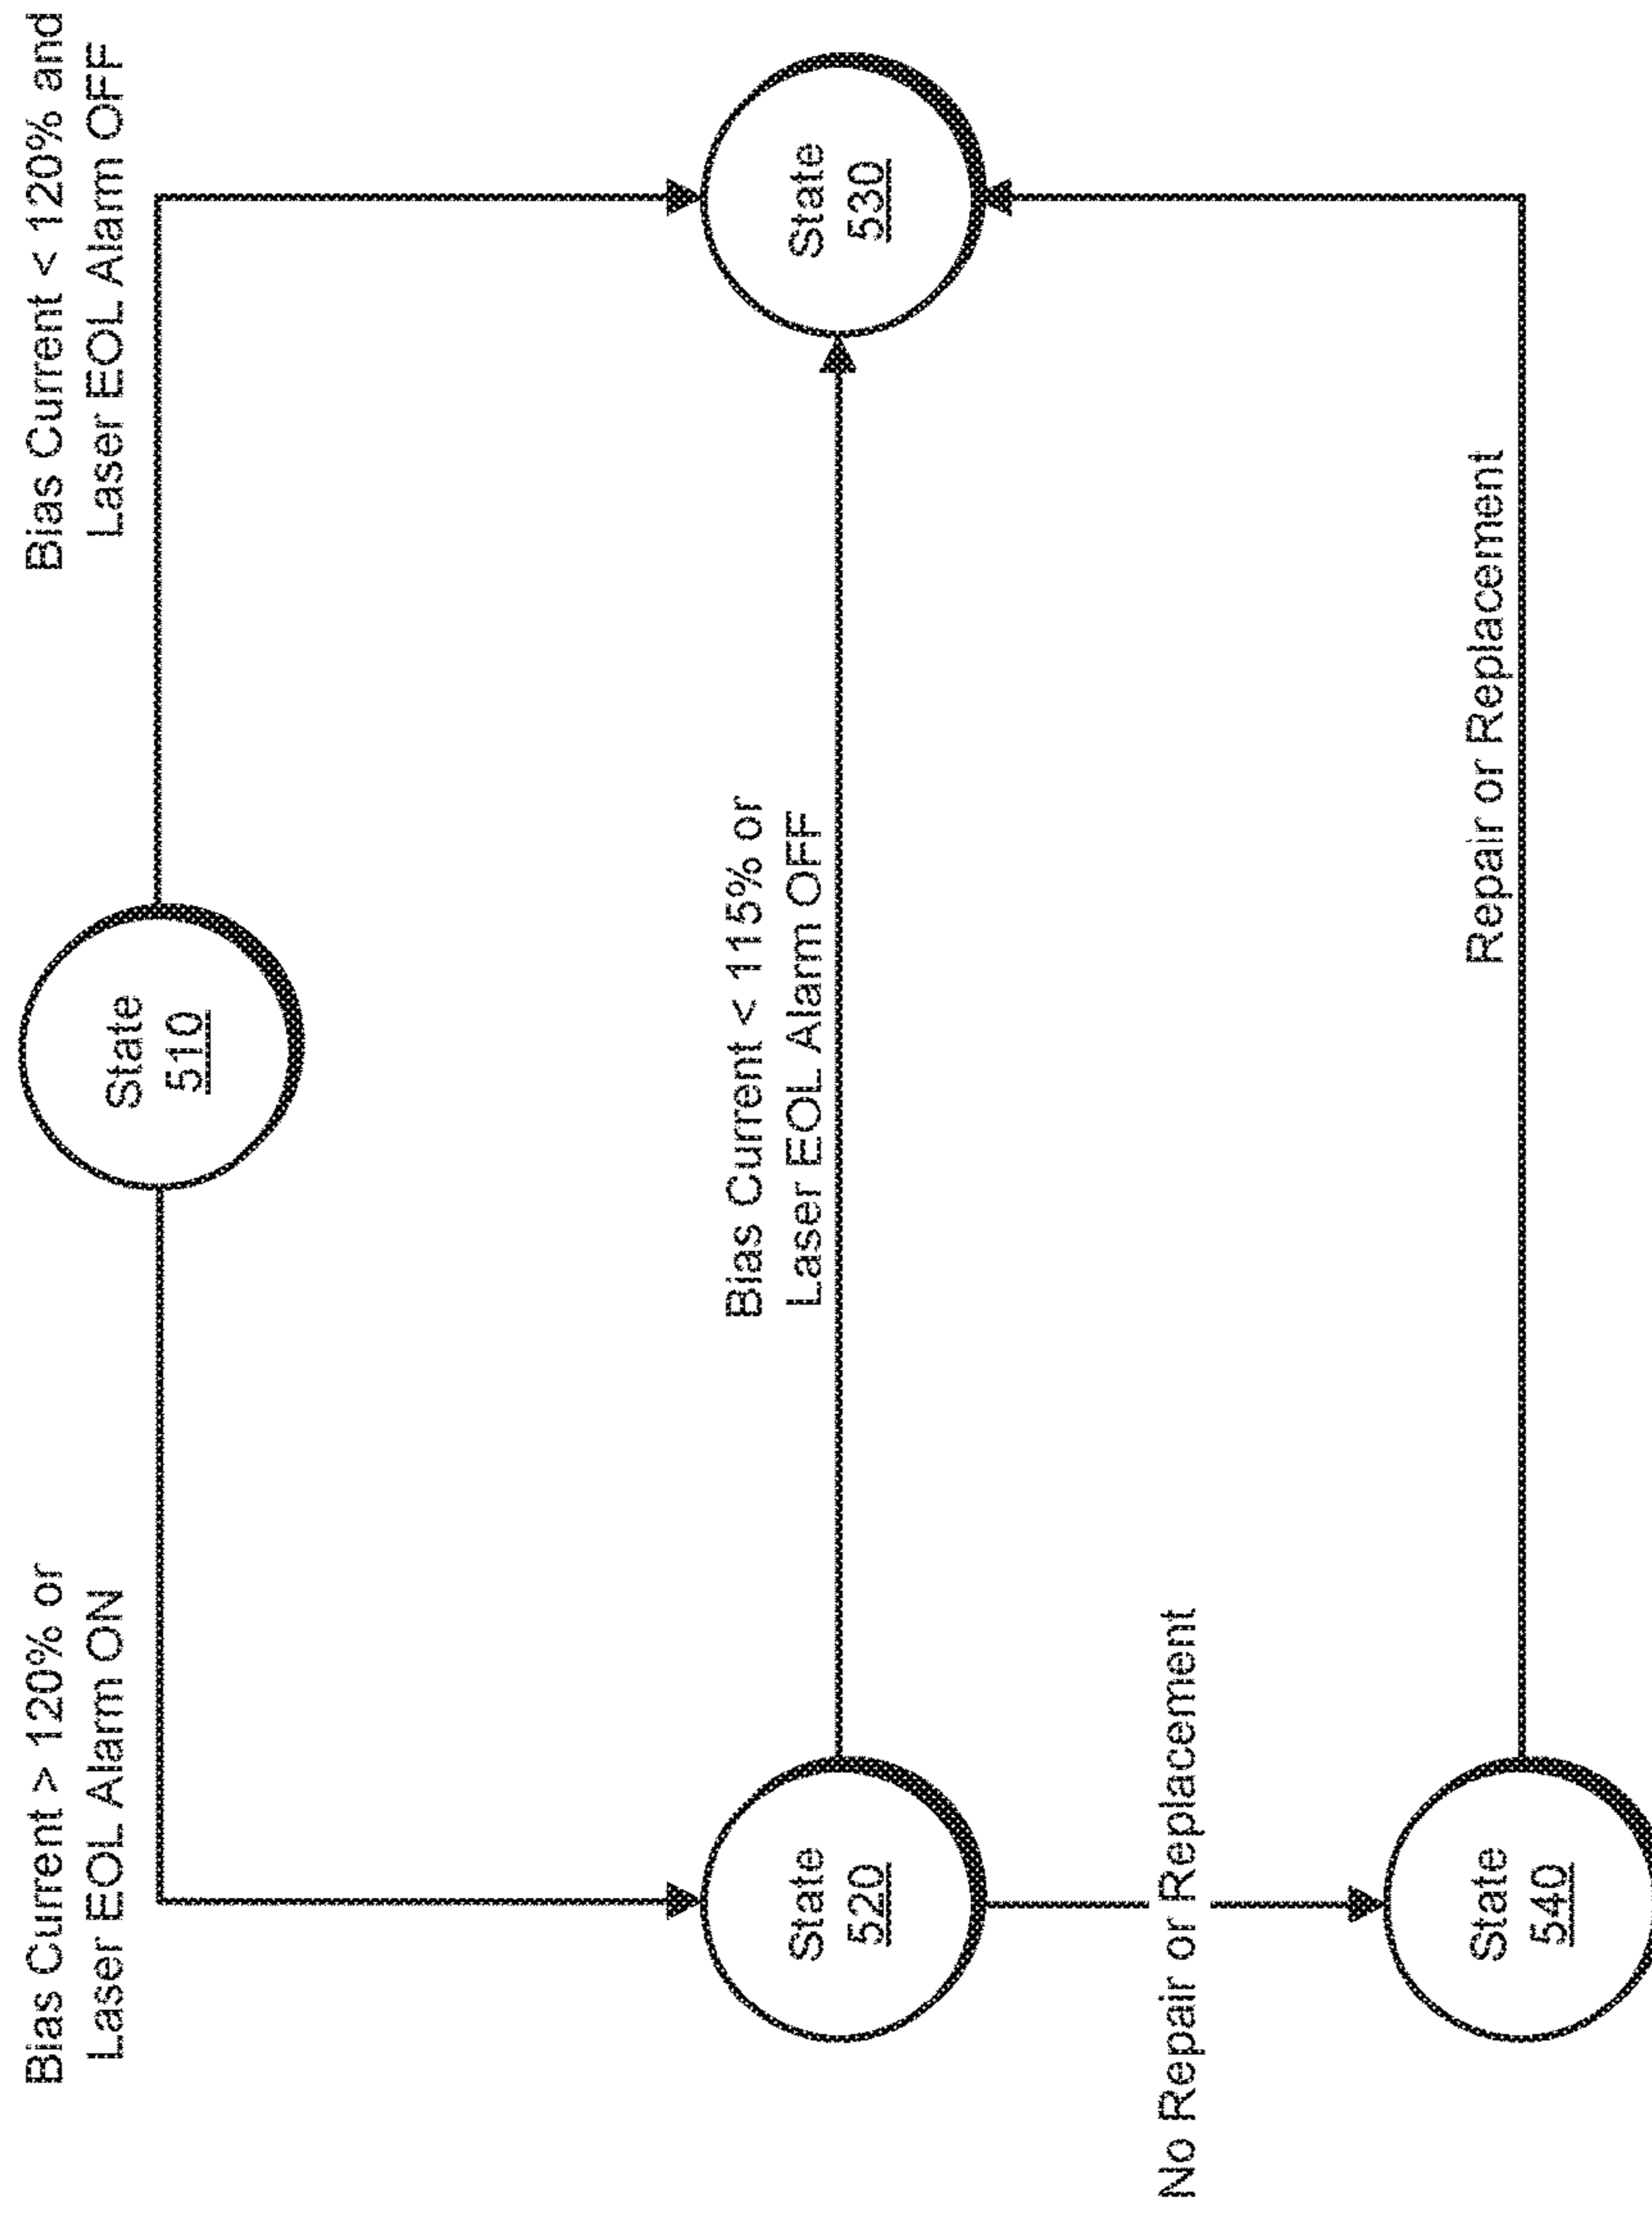 Bias Current > 120% or
Laser EOL Alarm ON
Bias Current < 120% and
Laser EOL Alarm OFF
State
510
Bias Current < 115% or
Laser EOL Alarm OFF
State
520
State
530
No Repair or Replacement
Repair or Replacement
State
540